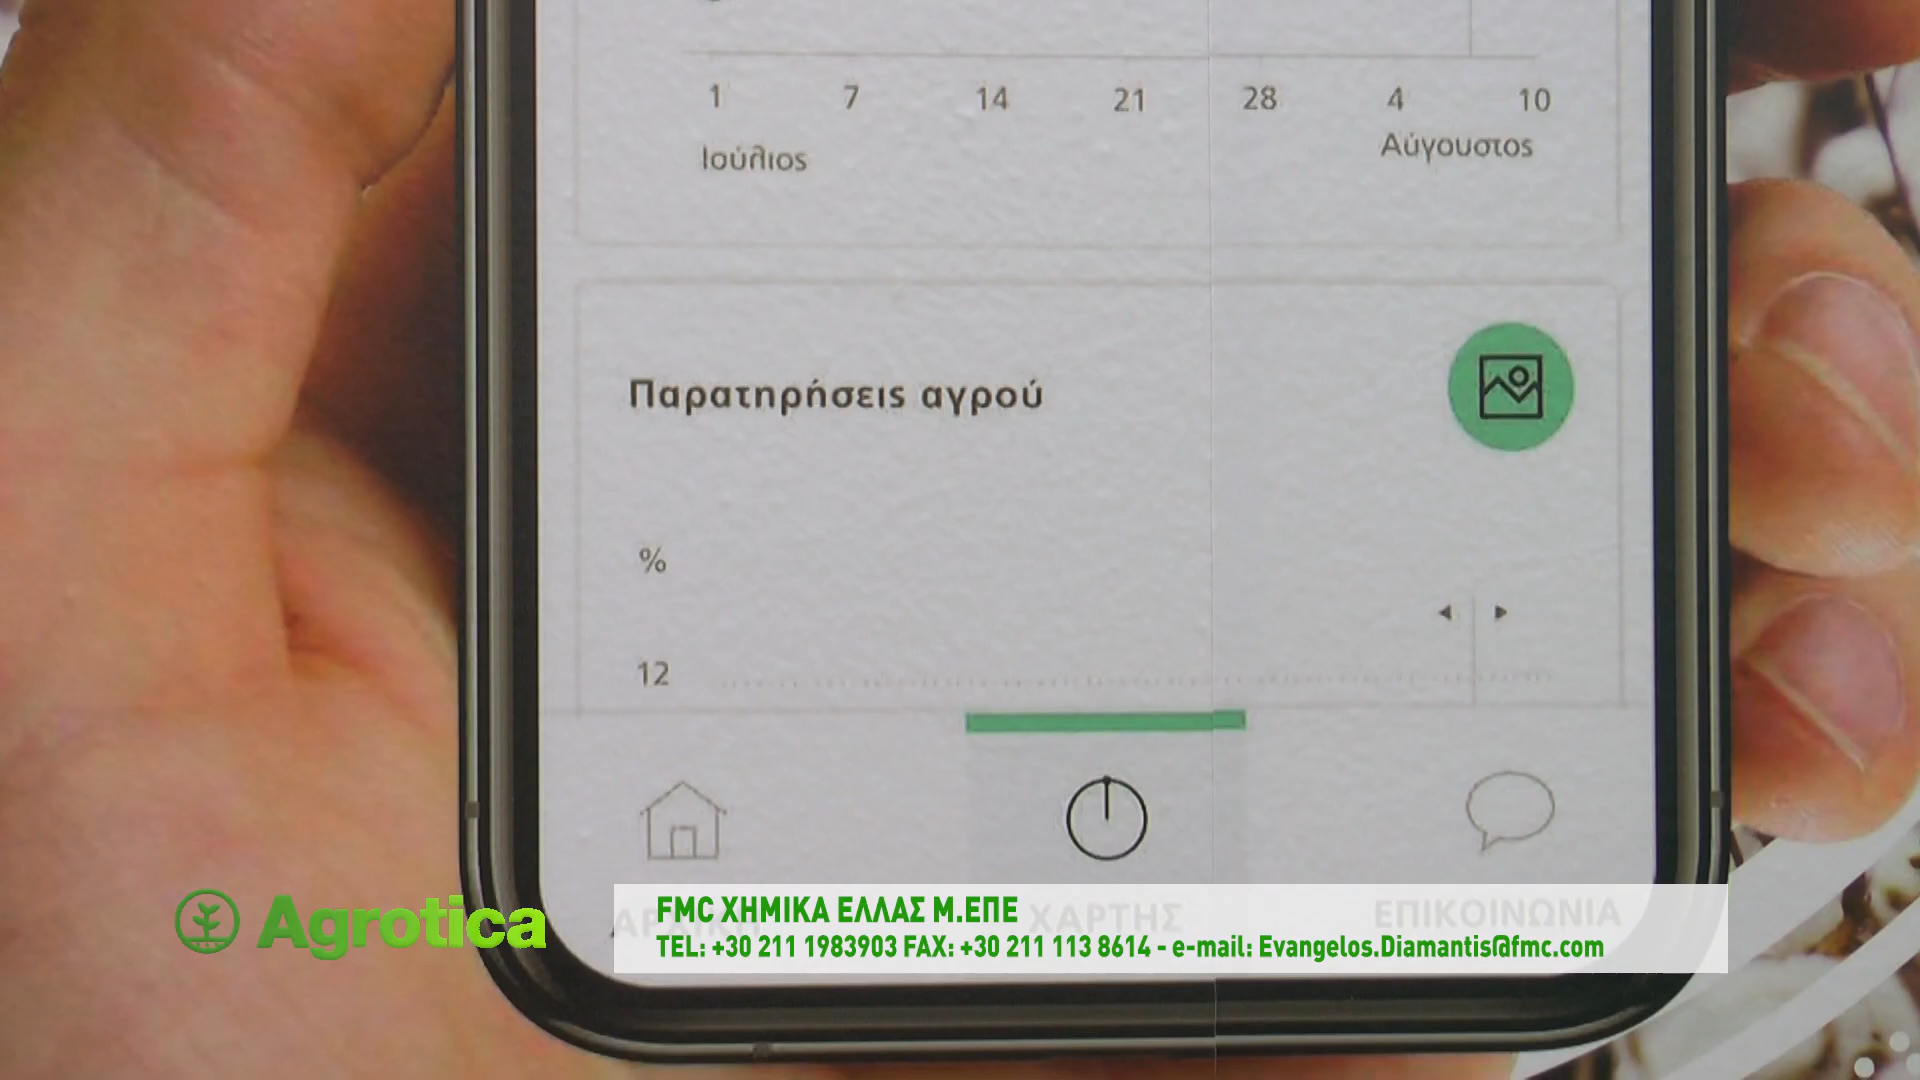 1 7 14 21 28 4 10
Ιούλιος Αύγουστος
Παρατηρήσεις αγρού
%
12
ΑΡΧΙΚΗ ΧΑΡΤΗΣ ΕΠΙΚΟΙΝΩΝΙΑ
Agrotica
FMC ΧΗΜΙΚΑ ΕΛΛΑΣ Μ.ΕΠΕ
TEL: +30 211 1983903 FAX: +30 211 113 8614 - e-mail: Evangelos.Diamantis@fmc.com